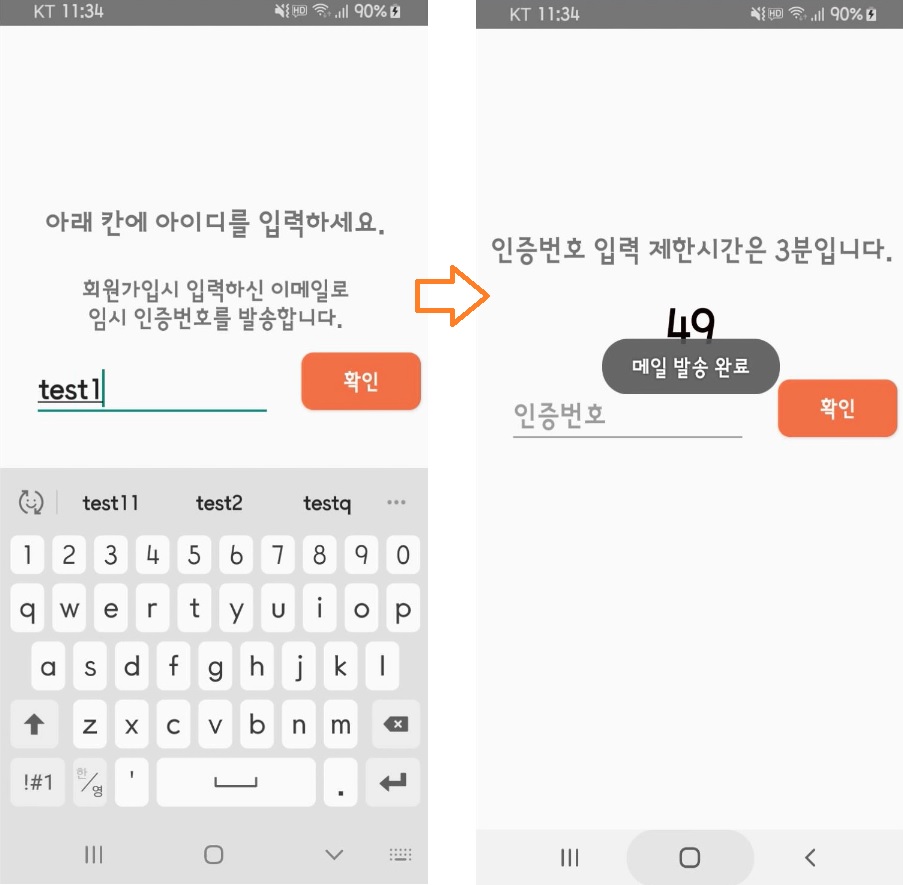 KT 11:34
HD
90%
아래 칸에 아이디를 입력하세요.
회원가입시 입력하신 이메일로
임시 인증번호를 발송합니다.
test1
확인
test11 test2 testq
1 2 3 4 5 6 7 8 9 0
q w e r t y u i o p
a s d f g h j k l
z x c v b n m
!#1 한/영 ' .
KT 11:34
HD
90%
인증번호 입력 제한시간은 3분입니다.
49
메일 발송 완료
인증번호
확인